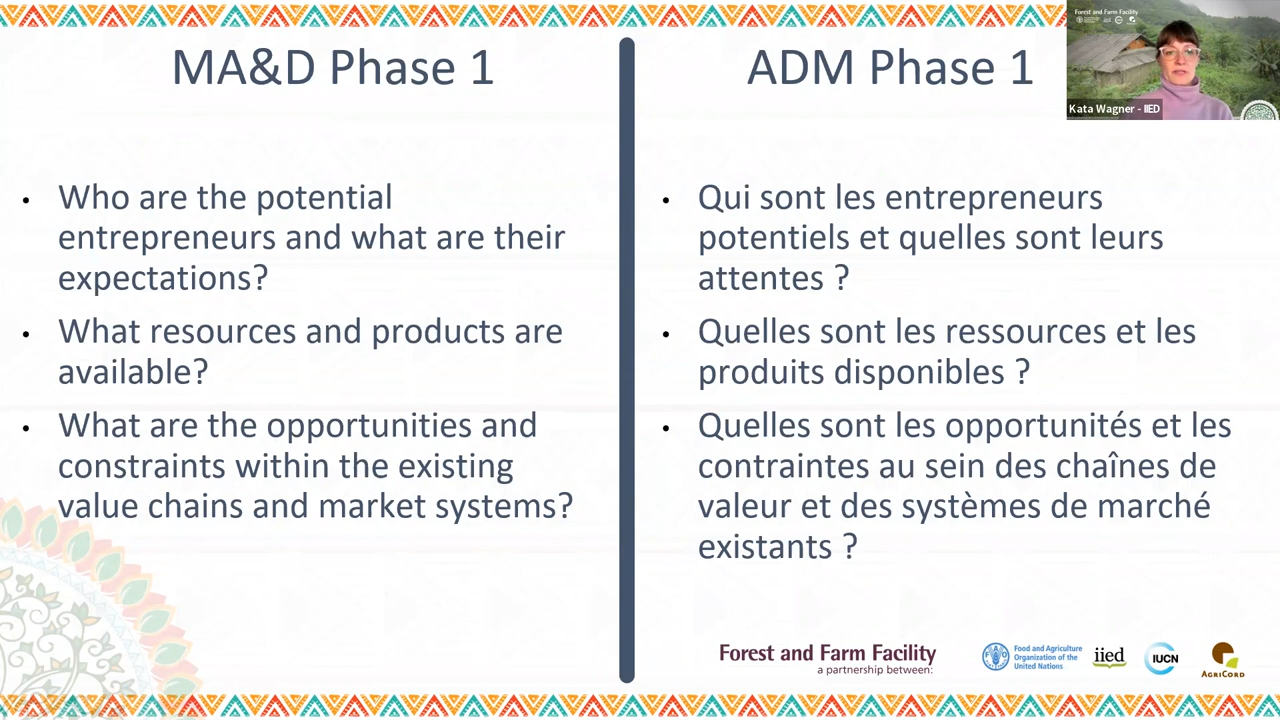 MA&D Phase 1
• Who are the potential
entrepreneurs and what are their
expectations?
• What resources and products are
available?
• What are the opportunities and
constraints within the existing
value chains and market systems?
ADM Phase 1
• Qui sont les entrepreneurs
potentiels et quelles sont leurs
attentes ?
• Quelles sont les ressources et les
produits disponibles ?
• Quelles sont les opportunités et les
contraintes au sein des chaînes de
valeur et des systèmes de marché
existants ?
Forest and Farm Facility
Kata Wagner - IIED
Forest and Farm Facility
a partnership between:
Food and Agriculture
Organization of the
United Nations
iied
IUCN
AGRICORD